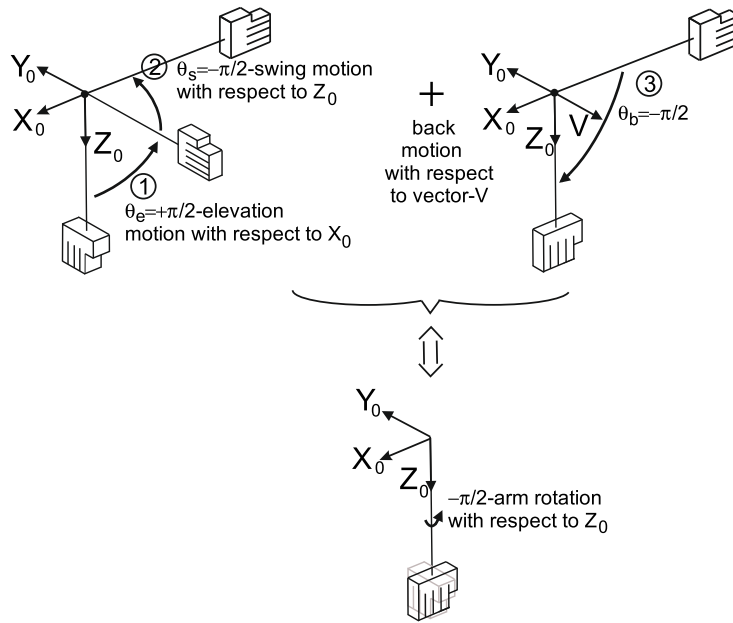 Y₀
X₀
Z₀
② θₛ=−π/2-swing motion
with respect to Z₀
①
θₑ=+π/2-elevation
motion with respect to X₀
+
back
motion
with respect
to vector-V
Y₀
X₀
Z₀
V
③
θ_b=−π/2
Y₀
X₀
Z₀
−π/2-arm rotation
with respect to Z₀